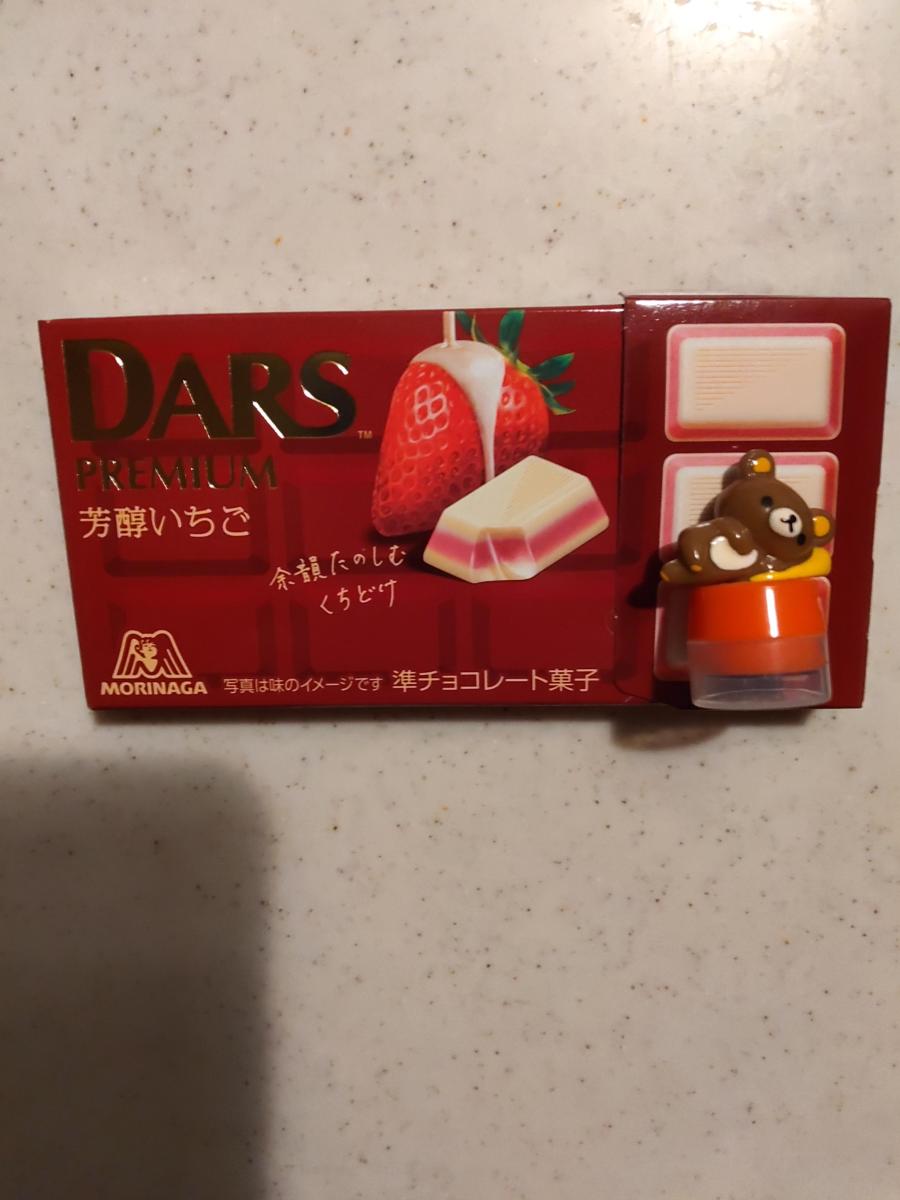 DARS™
PREMIUM
芳醇いちご
余韻たのしむ
くちどけ
MORINAGA
写真は味のイメージです 準チョコレート菓子